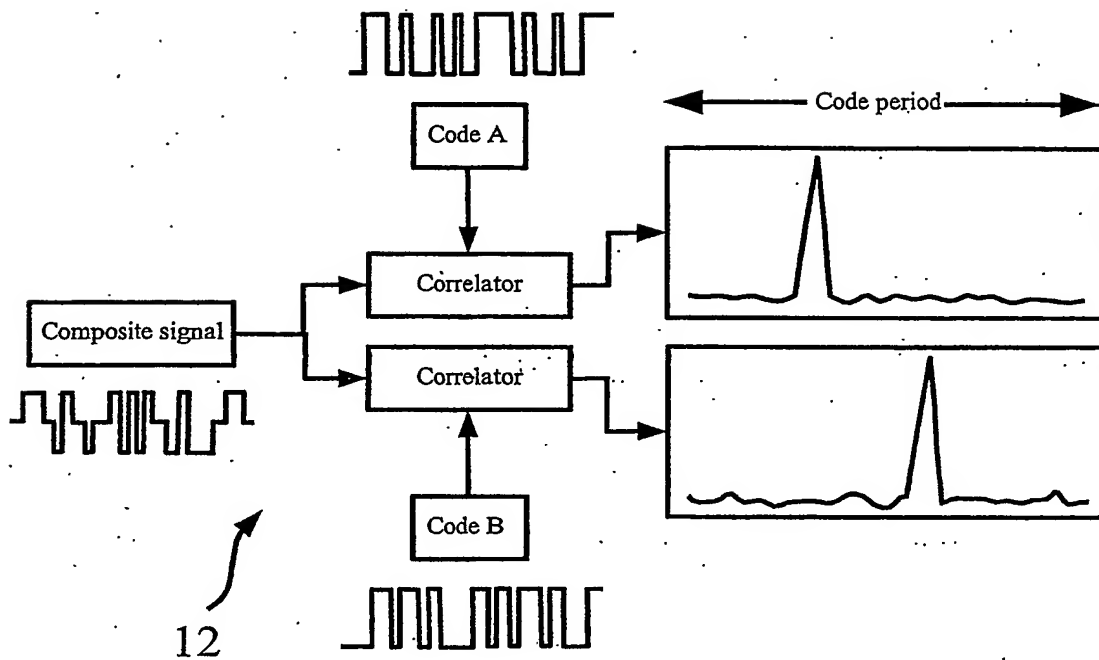 Code period
Code A
Correlator
Composite signal
Correlator
Code B
12